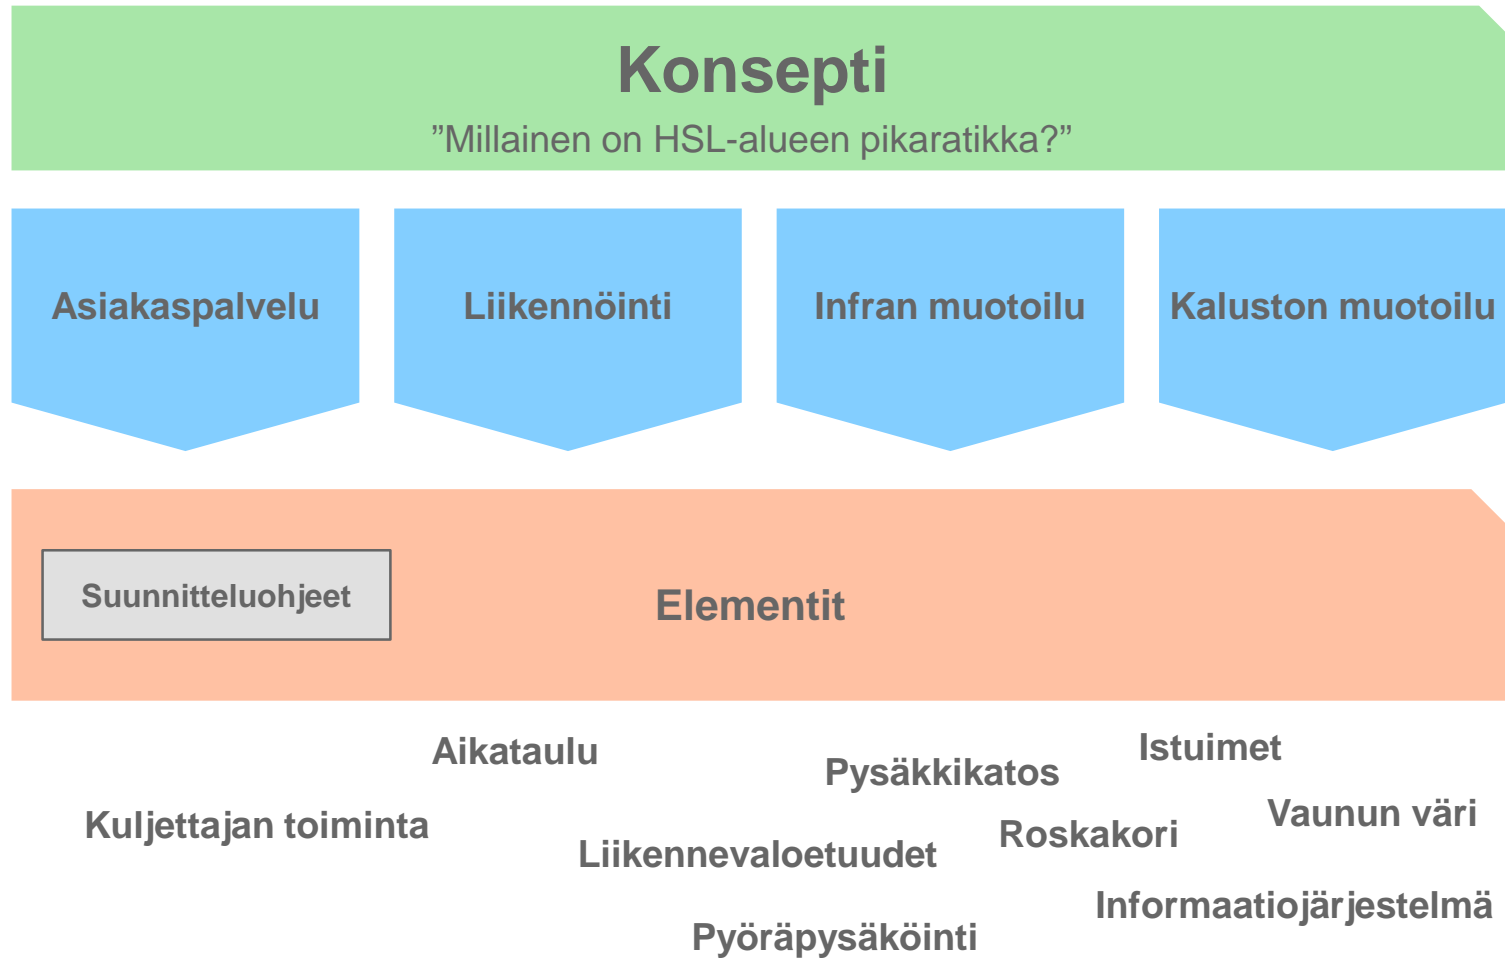 Konsepti
”Millainen on HSL-alueen pikaratikka?”
Asiakaspalvelu
Liikennöinti
Infran muotoilu
Kaluston muotoilu
Suunnitteluohjeet
Elementit
Aikataulu
Istuimet
Pysäkkikatos
Kuljettajan toiminta
Vaunun väri
Roskakori
Liikennevaloetuudet
Informaatiojärjestelmä
Pyöräpysäköinti